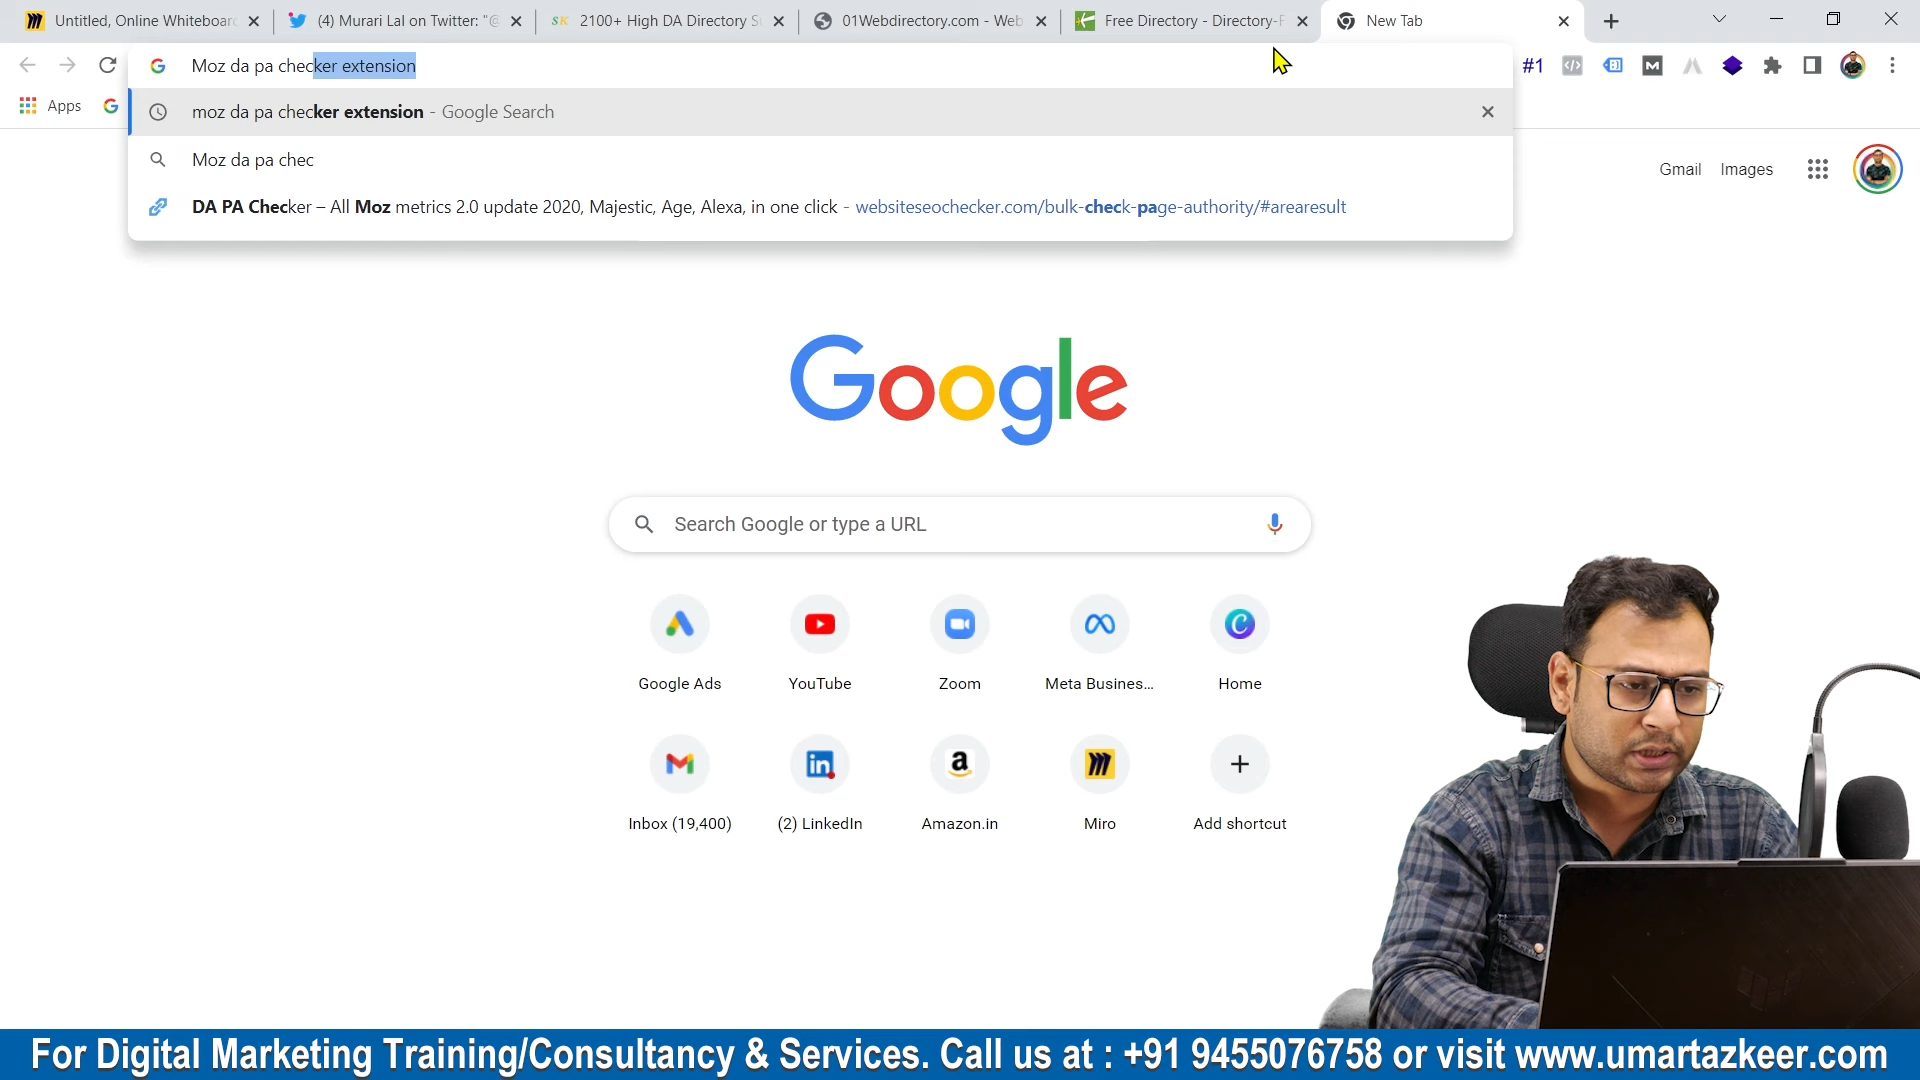 Untitled, Online Whiteboard
(4) Murari Lal on Twitter: "@
SK 2100+ High DA Directory S
01Webdirectory.com - Web
Free Directory - Directory-F
New Tab
Moz da pa checker extension
#1
Apps
moz da pa checker extension - Google Search
Moz da pa chec
DA PA Checker – All Moz metrics 2.0 update 2020, Majestic, Age, Alexa, in one click - websiteseochecker.com/bulk-check-page-authority/#arearesult
Gmail Images
Google
Search Google or type a URL
Google Ads YouTube Zoom Meta Busines... Home
Inbox (19,400) (2) LinkedIn Amazon.in Miro Add shortcut
For Digital Marketing Training/Consultancy & Services. Call us at : +91 9455076758 or visit www.umartazkeer.com